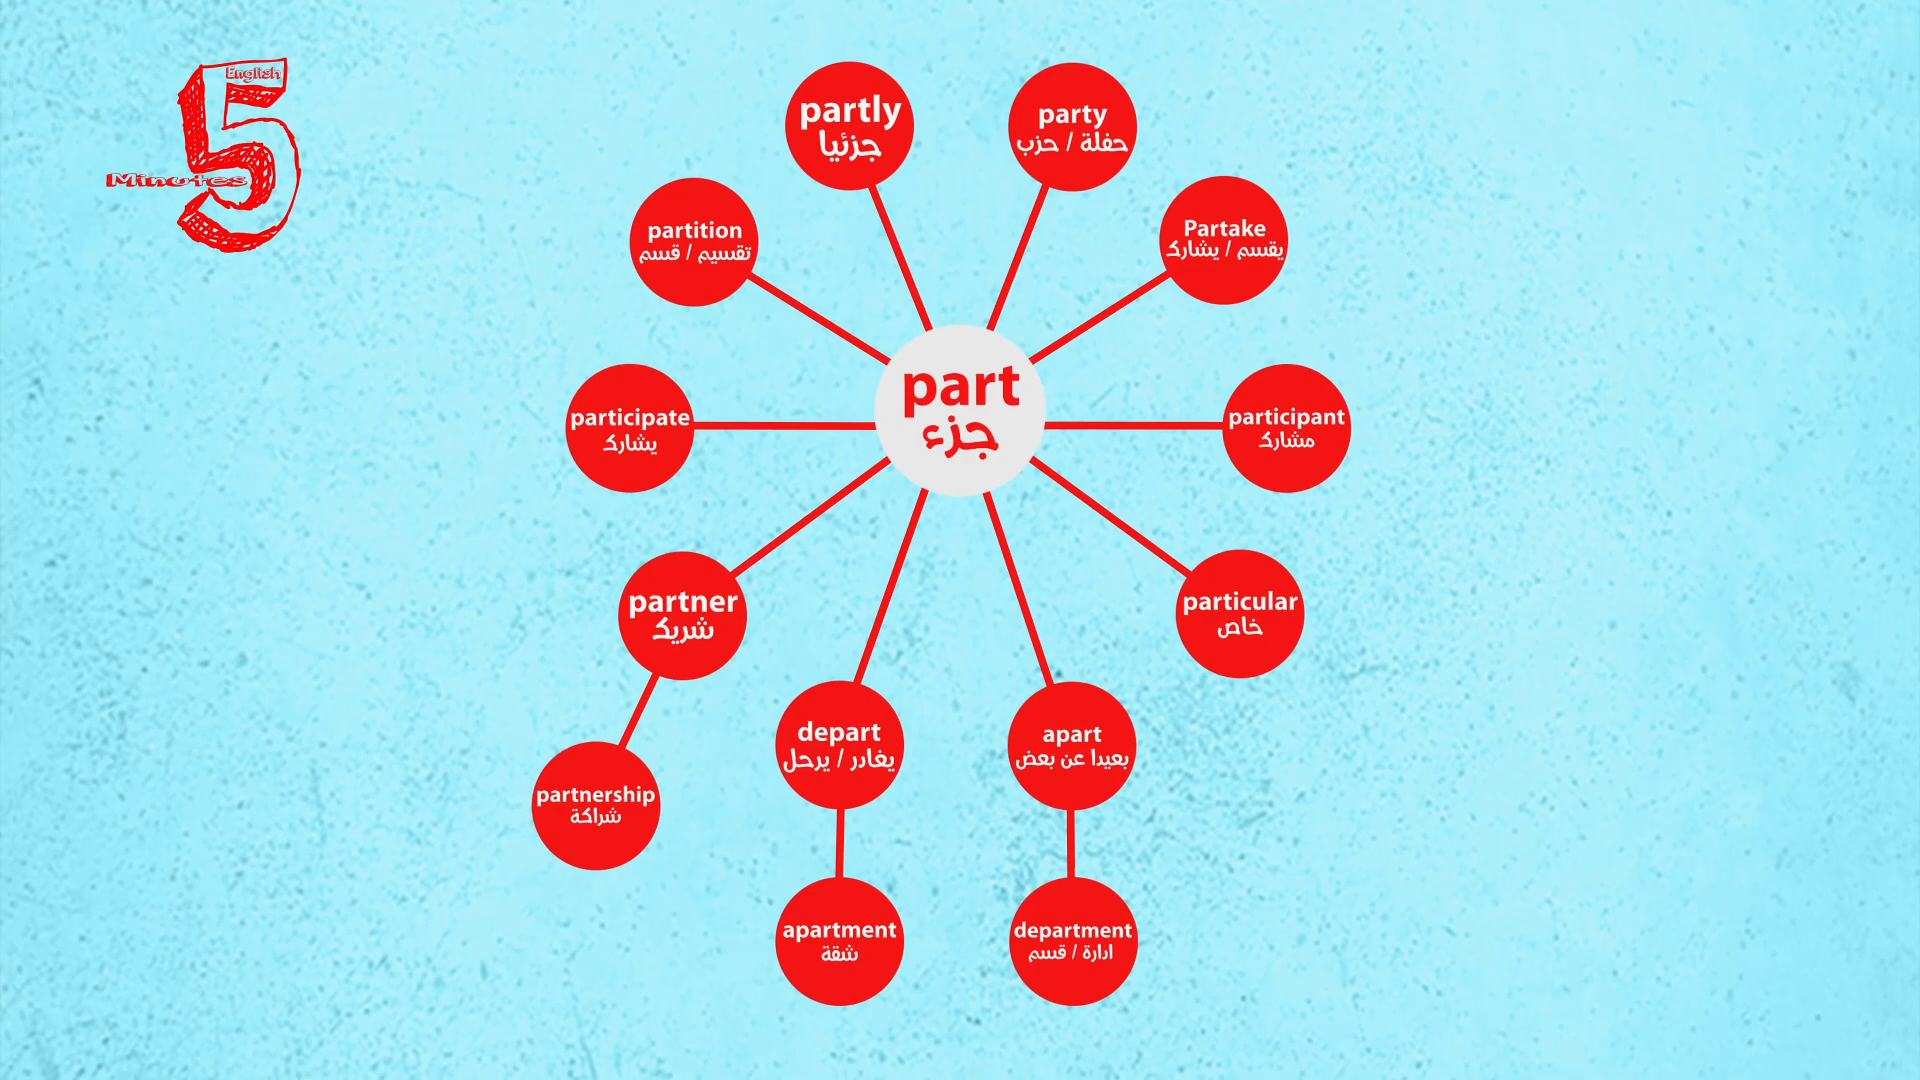 English
5
Minutes
partly
جزئيا
party
حفلة / حزب
partition
تقسيم / قسم
Partake
يقسم / يشارك
part
جزء
participate
يشارك
participant
مشارك
partner
شريك
particular
خاص
depart
يغادر / يرحل
apart
بعيدا عن بعض
partnership
شراكة
apartment
شقة
department
ادارة / قسم